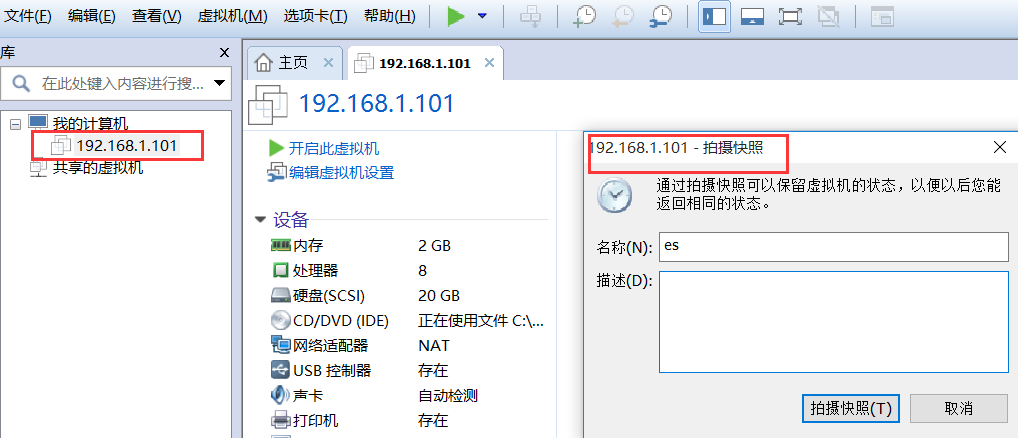 文件(F) 编辑(E) 查看(V) 虚拟机(M) 选项卡(T) 帮助(H)
库
在此处键入内容进行搜...
我的计算机
192.168.1.101
共享的虚拟机
主页 192.168.1.101
192.168.1.101
开启此虚拟机
编辑虚拟机设置
设备
内存 2 GB
处理器 8
硬盘(SCSI) 20 GB
CD/DVD (IDE) 正在使用文件 C:\...
网络适配器 NAT
USB 控制器 存在
声卡 自动检测
打印机 存在
192.168.1.101 - 拍摄快照
通过拍摄快照可以保留虚拟机的状态，以便以后您能
返回相同的状态。
名称(N): es
描述(D):
拍摄快照(T) 取消